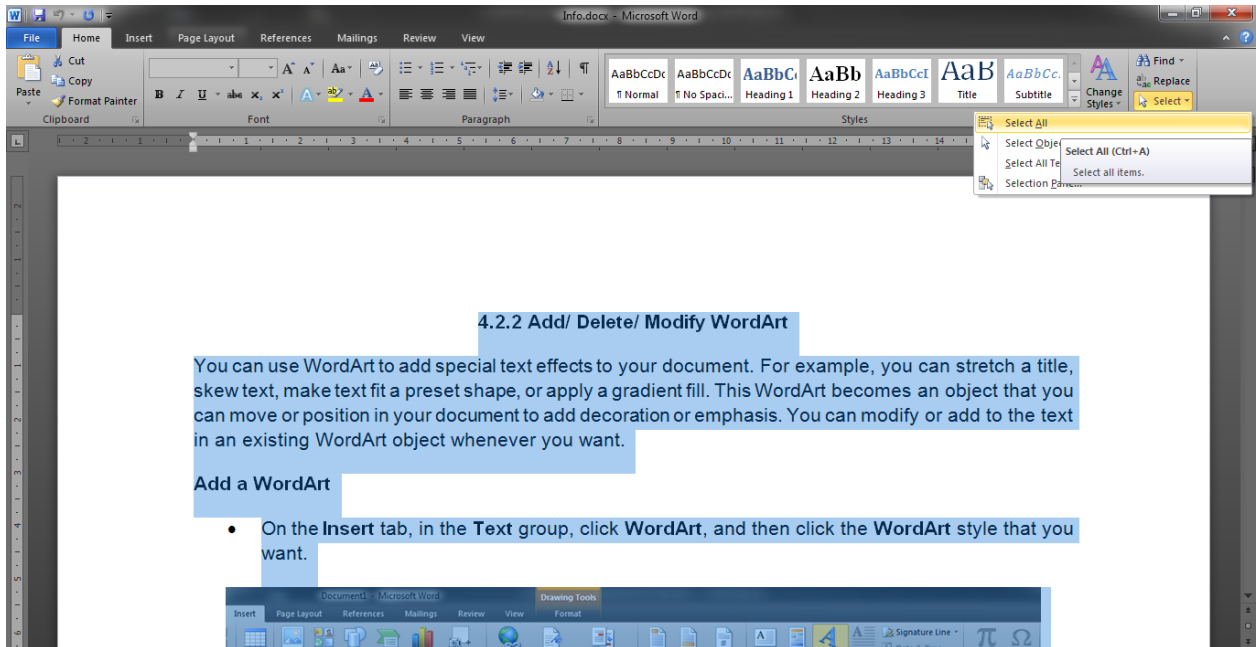 Info.docx - Microsoft Word
File Home Insert Page Layout References Mailings Review View
Cut
Copy
Format Painter
Paste
Clipboard
Font
Paragraph
AaBbCcDc AaBbCcDc AaBbC AaBb AaBbCcI AaB AaBbCc.
¶ Normal ¶ No Spaci... Heading 1 Heading 2 Heading 3 Title Subtitle
Styles
Change
Styles
Find
Replace
Select
Select All
Select All Te
Select All (Ctrl+A)
Select all items.
4.2.2 Add/ Delete/ Modify WordArt
You can use WordArt to add special text effects to your document. For example, you can stretch a title,
skew text, make text fit a preset shape, or apply a gradient fill. This WordArt becomes an object that you
can move or position in your document to add decoration or emphasis. You can modify or add to the text
in an existing WordArt object whenever you want.
Add a WordArt
• On the Insert tab, in the Text group, click WordArt, and then click the WordArt style that you
want.
Document1 - Microsoft Word Drawing Tools
Insert Page Layout References Mailings Review View Format
Signature Line